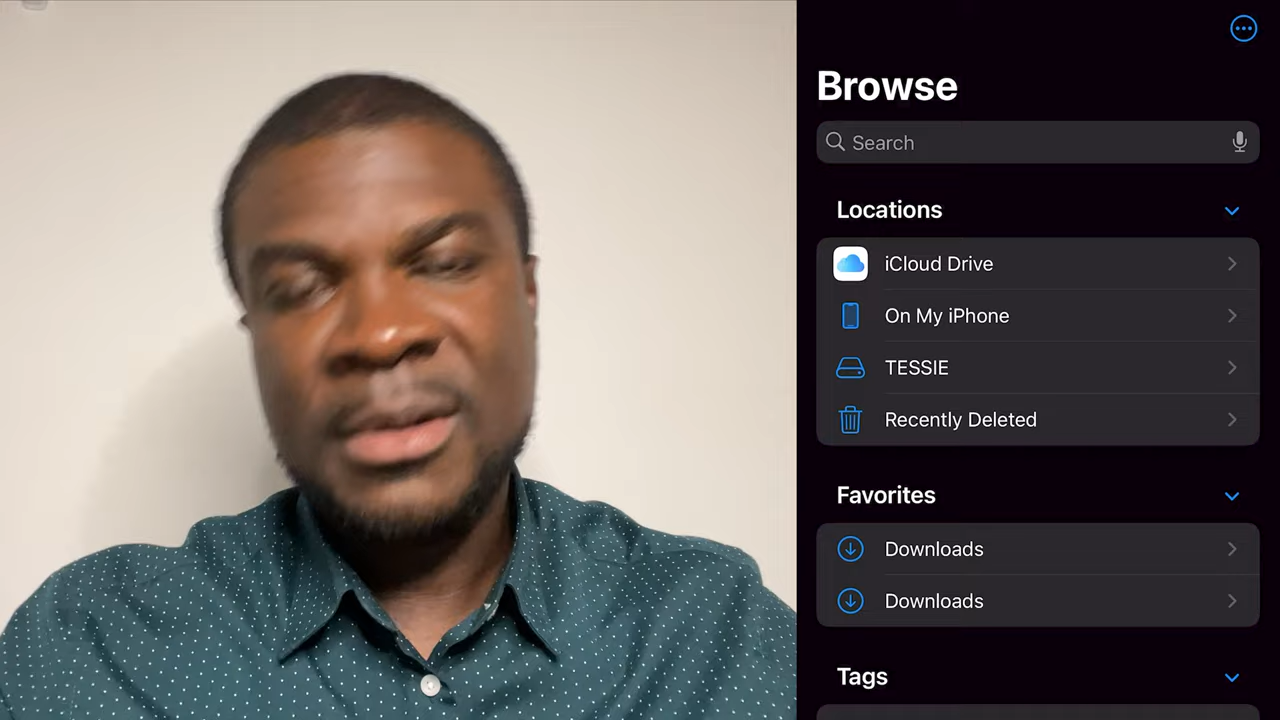 Browse
Search
Locations
iCloud Drive
On My iPhone
TESSIE
Recently Deleted
Favorites
Downloads
Downloads
Tags